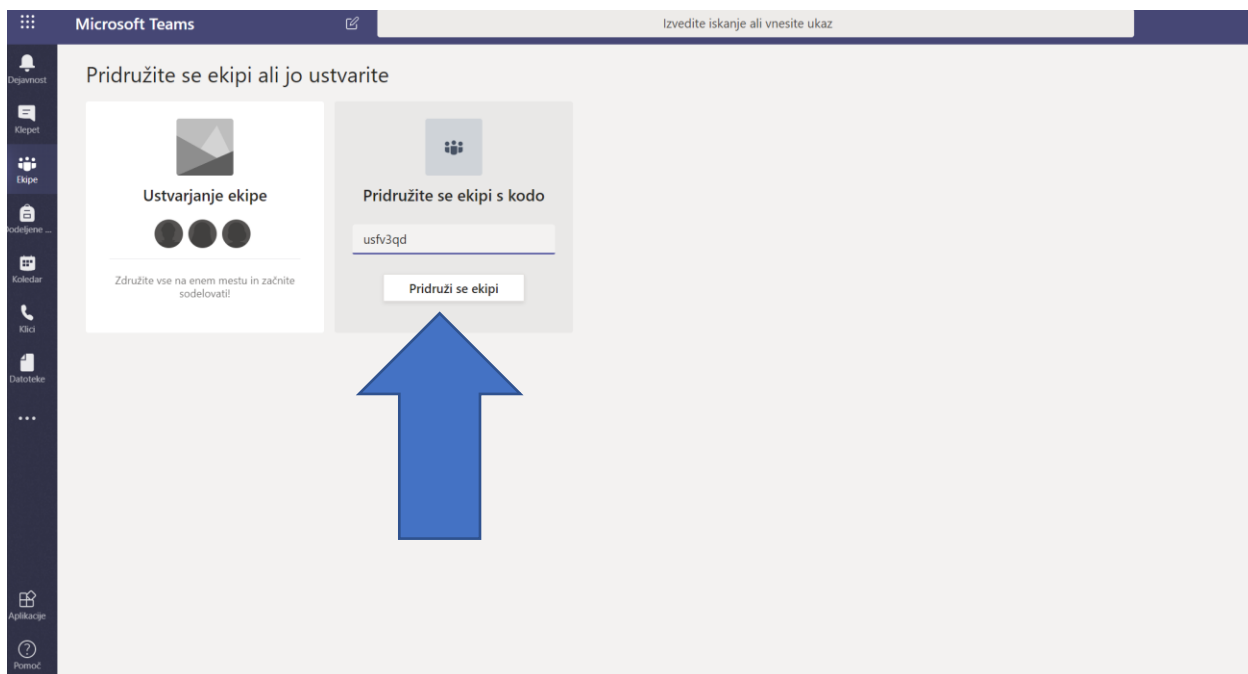 Microsoft Teams
Izvedite iskanje ali vnesite ukaz
Dejavnost
Klepet
Ekipe
Dodeljene ...
Koledar
Klici
Datoteke
Aplikacije
Pomoč
Pridružite se ekipi ali jo ustvarite
Ustvarjanje ekipe
Združite vse na enem mestu in začnite
sodelovati!
Pridružite se ekipi s kodo
usfv3qd
Pridruži se ekipi